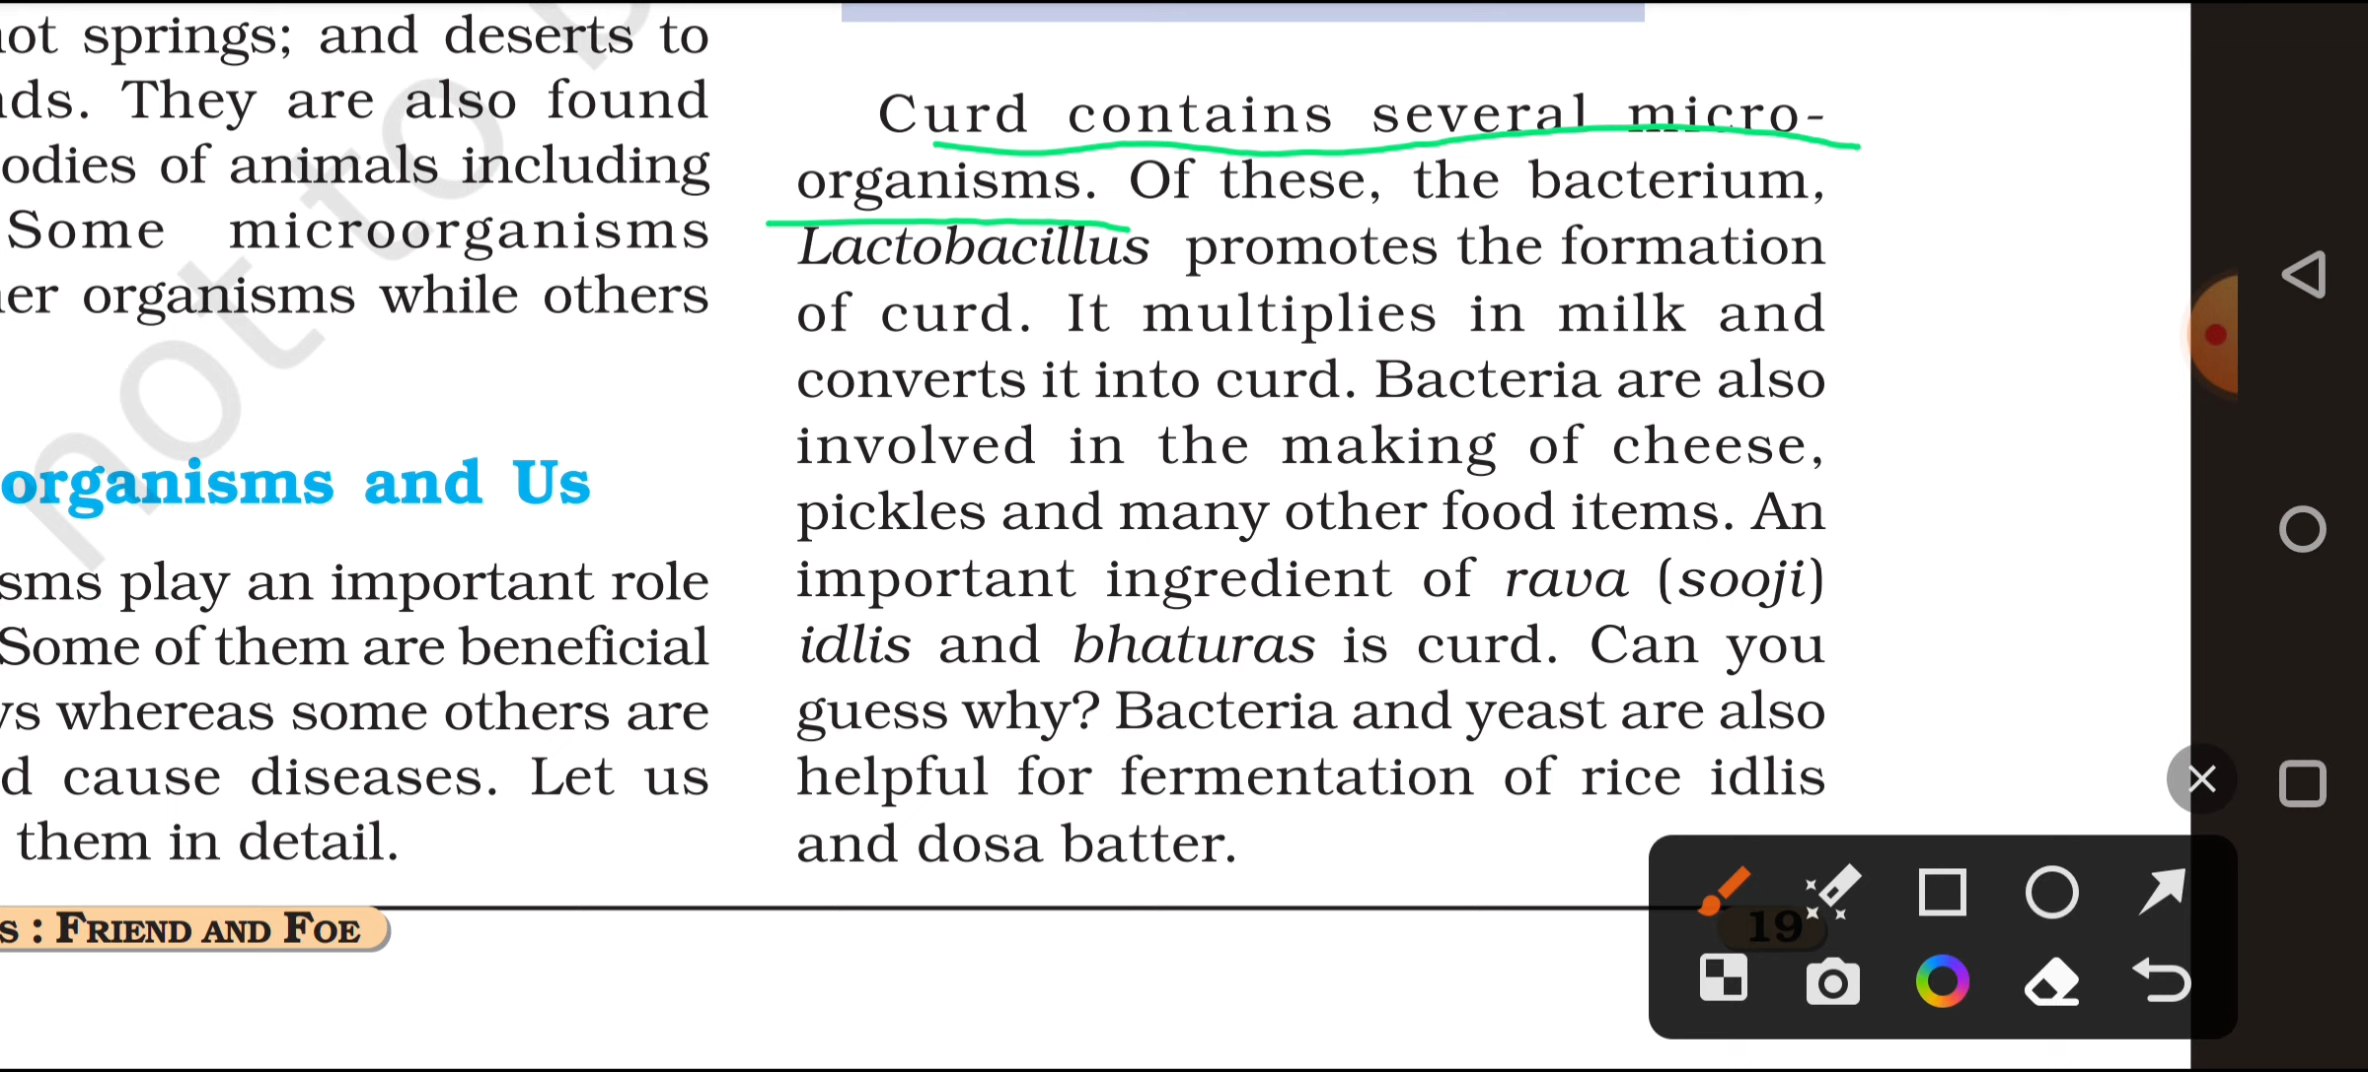 ot springs; and deserts to
ds. They are also found
odies of animals including
Some microorganisms
er organisms while others
organisms and Us
sms play an important role
Some of them are beneficial
s whereas some others are
d cause diseases. Let us
them in detail.
Curd contains several micro-
organisms. Of these, the bacterium,
Lactobacillus promotes the formation
of curd. It multiplies in milk and
converts it into curd. Bacteria are also
involved in the making of cheese,
pickles and many other food items. An
important ingredient of rava (sooji)
idlis and bhaturas is curd. Can you
guess why? Bacteria and yeast are also
helpful for fermentation of rice idlis
and dosa batter.
S : FRIEND AND FOE
19
not to